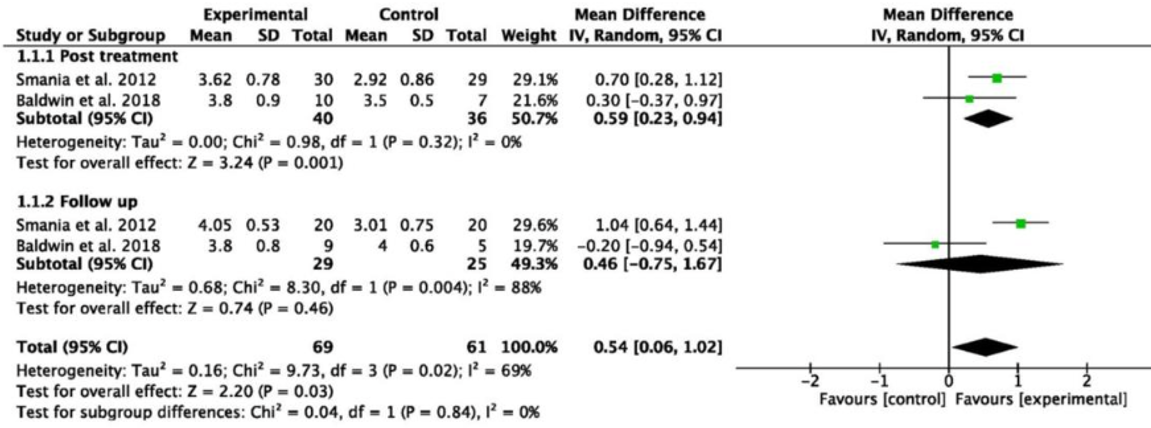 Experimental Control Mean Difference Mean Difference
Study or Subgroup Mean SD Total Mean SD Total Weight IV, Random, 95% CI IV, Random, 95% CI
1.1.1 Post treatment
Smania et al. 2012 3.62 0.78 30 2.92 0.86 29 29.1% 0.70 [0.28, 1.12]
Baldwin et al. 2018 3.8 0.9 10 3.5 0.5 7 21.6% 0.30 [−0.37, 0.97]
Subtotal (95% CI) 40 36 50.7% 0.59 [0.23, 0.94]
Heterogeneity: Tau² = 0.00; Chi² = 0.98, df = 1 (P = 0.32); I² = 0%
Test for overall effect: Z = 3.24 (P = 0.001)
1.1.2 Follow up
Smania et al. 2012 4.05 0.53 20 3.01 0.75 20 29.6% 1.04 [0.64, 1.44]
Baldwin et al. 2018 3.8 0.8 9 4 0.6 5 19.7% −0.20 [−0.94, 0.54]
Subtotal (95% CI) 29 25 49.3% 0.46 [−0.75, 1.67]
Heterogeneity: Tau² = 0.68; Chi² = 8.30, df = 1 (P = 0.004); I² = 88%
Test for overall effect: Z = 0.74 (P = 0.46)
Total (95% CI) 69 61 100.0% 0.54 [0.06, 1.02]
Heterogeneity: Tau² = 0.16; Chi² = 9.73, df = 3 (P = 0.02); I² = 69%
Test for overall effect: Z = 2.20 (P = 0.03)
Test for subgroup differences: Chi² = 0.04, df = 1 (P = 0.84), I² = 0%
−2 −1 0 1 2
Favours [control] Favours [experimental]